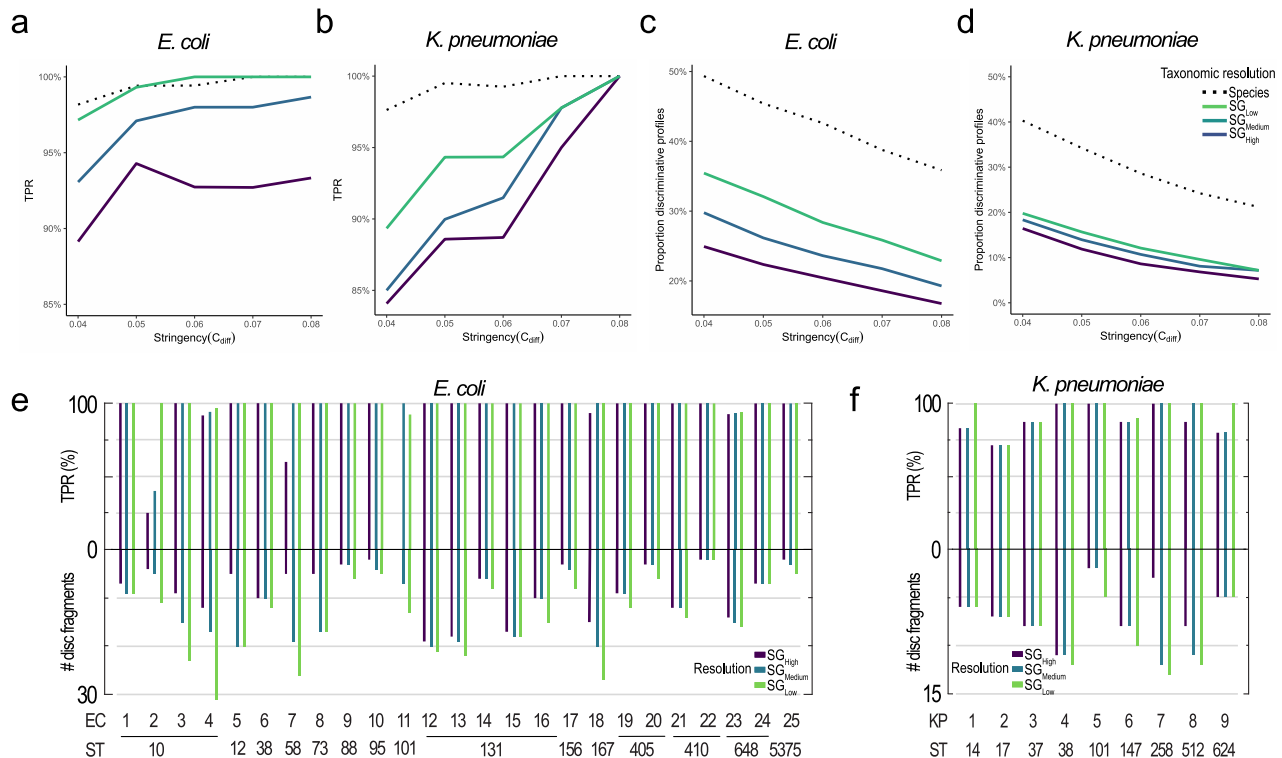 a
E. coli
b
K. pneumoniae
c
E. coli
d
K. pneumoniae
TPR
100%
95%
90%
85%
0.04 0.05 0.06 0.07 0.08
Stringency(Cdiff)
TPR
100%
95%
90%
85%
0.04 0.05 0.06 0.07 0.08
Stringency(Cdiff)
Proportion discriminative profiles
50%
40%
30%
20%
0.04 0.05 0.06 0.07 0.08
Stringency(Cdiff)
Proportion discriminative profiles
50%
40%
30%
20%
10%
0%
0.04 0.05 0.06 0.07 0.08
Stringency(Cdiff)
Taxonomic resolution
Species
SGLow
SGMedium
SGHigh
e
E. coli
100
TPR (%)
0
# disc fragments
30
Resolution
SGHigh
SGMedium
SGLow
EC 1 2 3 4 5 6 7 8 9 10 11 12 13 14 15 16 17 18 19 20 21 22 23 24 25
ST 10 12 38 58 73 88 95 101 131 156 167 405 410 648 5375
f
K. pneumoniae
100
TPR (%)
0
# disc fragments
15
Resolution
SGHigh
SGMedium
SGLow
KP 1 2 3 4 5 6 7 8 9
ST 14 17 37 38 101 147 258 512 624